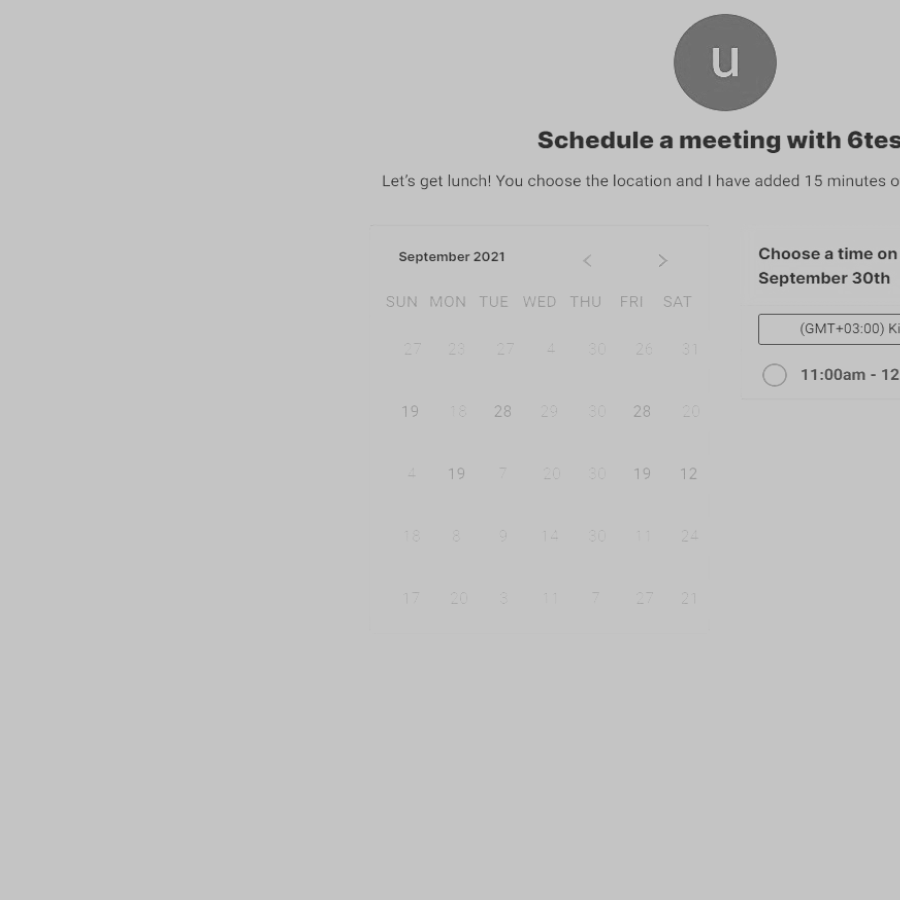 u
Schedule a meeting with 6tes
Let's get lunch! You choose the location and I have added 15 minutes o
September 2021
SUN MON TUE WED THU FRI SAT
27 23 27 4 30 26 31
19 18 28 29 30 28 20
4 19 7 20 30 19 12
18 8 9 14 30 11 24
17 20 3 11 7 27 21
Choose a time on
September 30th
(GMT+03:00) Ki
11:00am - 12